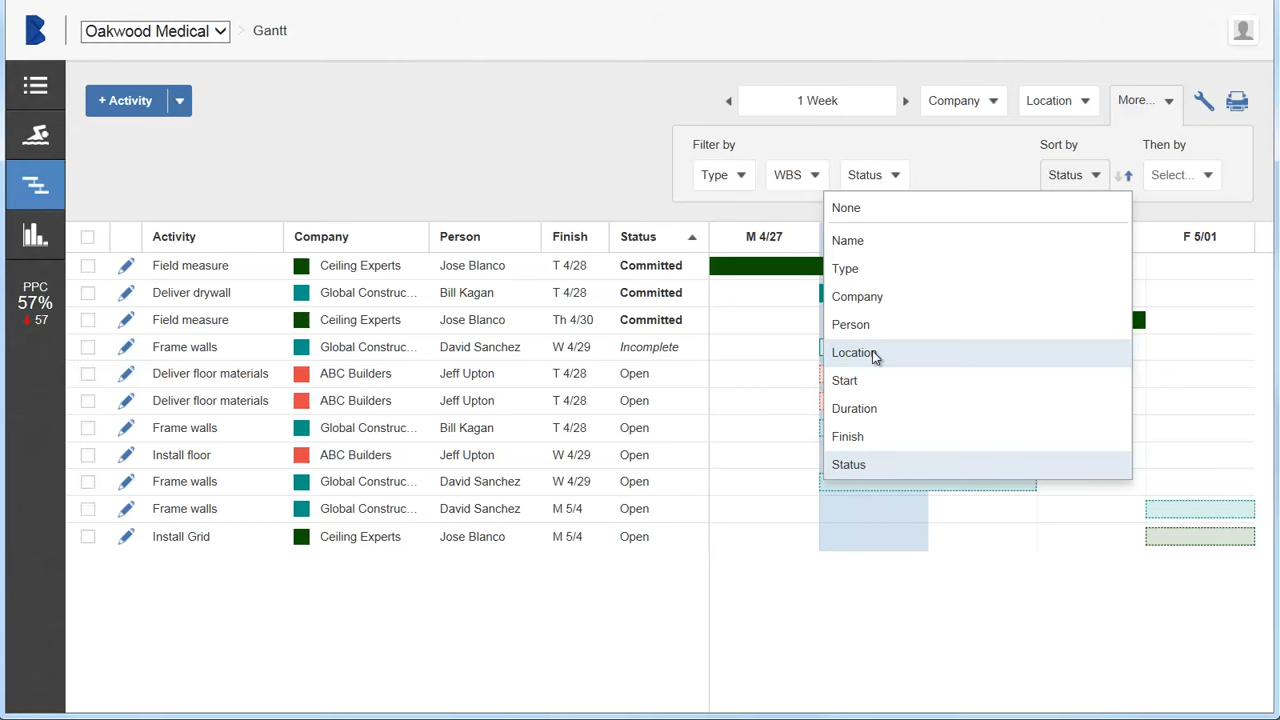 Oakwood Medical > Gantt
+ Activity
1 Week
Company
Location
More...
Filter by
Sort by
Then by
Type
WBS
Status
Status
Select...
None
Name
Type
Company
Person
Location
Start
Duration
Finish
Status
Activity Company Person Finish Status M 4/27 F 5/01
Field measure Ceiling Experts Jose Blanco T 4/28 Committed
Deliver drywall Global Construc... Bill Kagan T 4/28 Committed
Field measure Ceiling Experts Jose Blanco Th 4/30 Committed
Frame walls Global Construc... David Sanchez W 4/29 Incomplete
Deliver floor materials ABC Builders Jeff Upton T 4/28 Open
Deliver floor materials ABC Builders Jeff Upton T 4/28 Open
Frame walls Global Construc... Bill Kagan T 4/28 Open
Install floor ABC Builders Jeff Upton W 4/29 Open
Frame walls Global Construc... David Sanchez W 4/29 Open
Frame walls Global Construc... David Sanchez M 5/4 Open
Install Grid Ceiling Experts Jose Blanco M 5/4 Open
PPC
57%
57